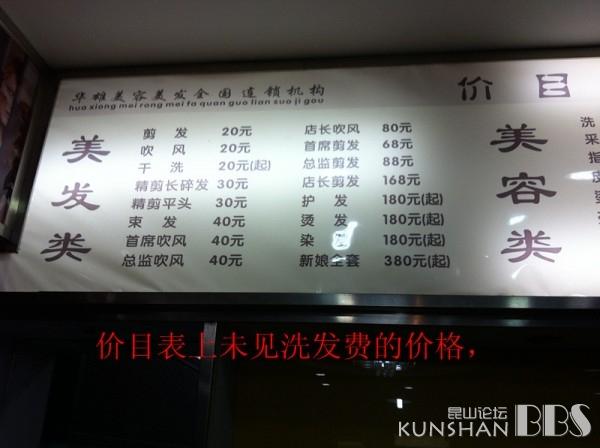 华雄美容美发全国连锁机构
hua xiong mei rong mei fa quan guo lian suo ji gou
价目
美发类
剪发 20元
吹风 20元
干洗 20元(起)
精剪长碎发 30元
精剪平头 30元
束发 40元
首席吹风 40元
总监吹风 40元
店长吹风 80元
首席剪发 68元
总监剪发 88元
店长剪发 168元
护发 180元(起)
烫发 180元(起)
染 180元(起)
新娘全套 380元(起)
美容类
洗
采
指
价目表上未见洗发费的价格,
昆山论坛
KUNSHAN BBS